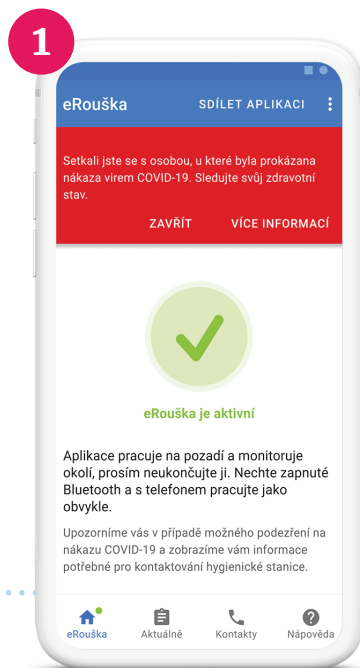 1
eRouška SDÍLET APLIKACI
Setkali jste se s osobou, u které byla prokázana
nákaza virem COVID-19. Sledujte svůj zdravotní
stav.
ZAVŘÍT VÍCE INFORMACÍ
eRouška je aktivní
Aplikace pracuje na pozadí a monitoruje
okolí, prosím neukončujte ji. Nechte zapnuté
Bluetooth a s telefonem pracujte jako
obvykle.
Upozorníme vás v případě možného podezření na
nákazu COVID-19 a zobrazíme vám informace
potřebné pro kontaktování hygienické stanice.
eRouška Aktuálně Kontakty Nápověda